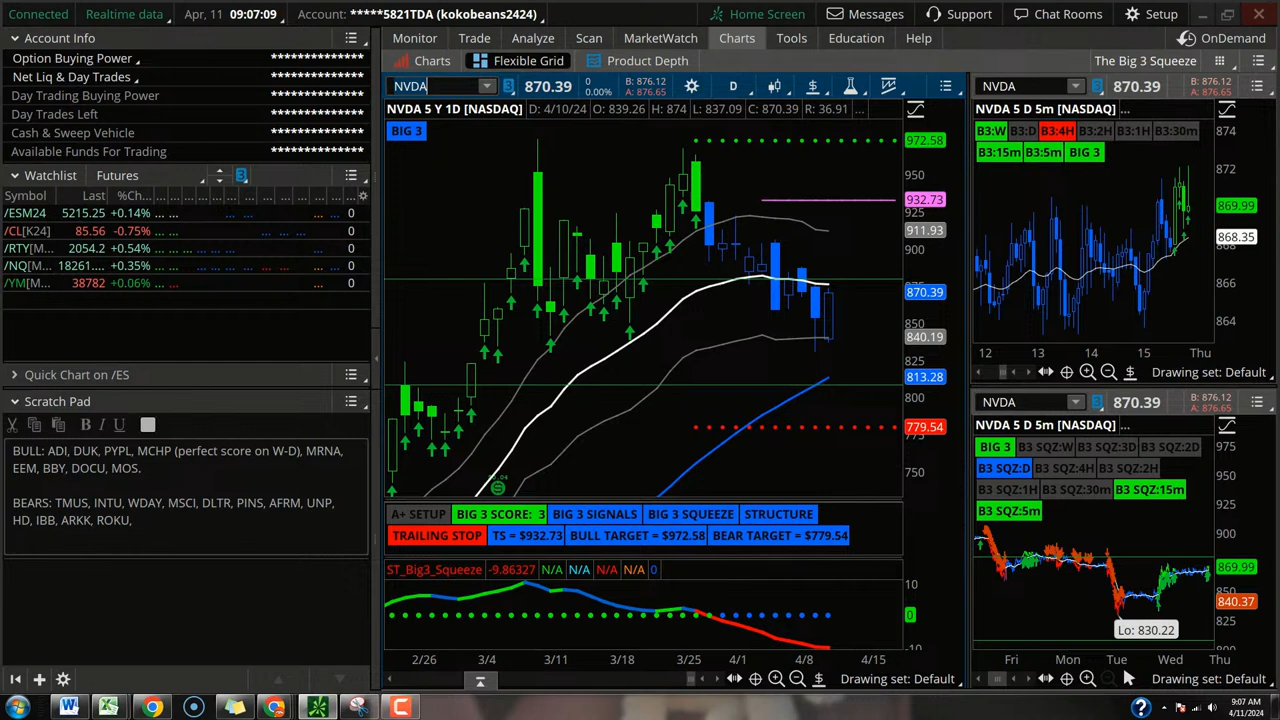 Connected Realtime data Apr, 11 09:07:09 Account: *****5821TDA (kokobeans2424) Home Screen Messages Support Chat Rooms Setup
Account Info
Option Buying Power **************
Net Liq & Day Trades **************
Day Trading Buying Power **************
Day Trades Left **************
Cash & Sweep Vehicle **************
Available Funds For Trading **************
Watchlist Futures 3
Symbol Last %Ch...
/ESM24 5215.25 +0.14% ... ... ... ... ... ... 0
/CL[K24] 85.56 -0.75% ... ... ... ... 0
/RTY[M... 2054.2 +0.54% ... ... ... ... ... ... ... ... 0
/NQ[M... 18261.... +0.35% ... ... ... ... ... ... ... ... ... 0
/YM[M... 38782 +0.06% ... ... ... ... 0
Quick Chart on /ES
Scratch Pad
B I U
BULL: ADI, DUK, PYPL, MCHP (perfect score on W-D), MRNA,
EEM, BBY, DOCU, MOS.
BEARS: TMUS, INTU, WDAY, MSCI, DLTR, PINS, AFRM, UNP,
HD, IBB, ARKK, ROKU,
Monitor Trade Analyze Scan MarketWatch Charts Tools Education Help OnDemand
Charts Flexible Grid Product Depth The Big 3 Squeeze
NVDA 3 870.39 0 0.00% B: 876.12 A: 876.65 D
NVDA 5 Y 1D [NASDAQ] D: 4/10/24 O: 839.26 H: 874 L: 837.09 C: 870.39 R: 36.91 ...
BIG 3
972.58
950
932.73
925
911.93
900
870.39
850
840.19
825
813.28
800
779.54
775
750
A+ SETUP BIG 3 SCORE: 3 BIG 3 SIGNALS BIG 3 SQUEEZE STRUCTURE
TRAILING STOP TS = $932.73 BULL TARGET = $972.58 BEAR TARGET = $779.54
ST_Big3_Squeeze -9.86327 N/A N/A N/A N/A 0
10
0
-10
2/26 3/4 3/11 3/18 3/25 4/1 4/8 4/15
Drawing set: Default
NVDA 3 870.39 B: 876.12 A: 876.65
NVDA 5 D 5m [NASDAQ] ...
B3:W B3:D B3:4H B3:2H B3:1H B3:30m
B3:15m B3:5m BIG 3
874
872
869.99
868.35
866
864
12 13 14 15 Thu
Drawing set: Default
NVDA 3 870.39 B: 876.12 A: 876.65
NVDA 5 D 5m [NASDAQ] ...
BIG 3 B3 SQZ:W B3 SQZ:3D B3 SQZ:2D
B3 SQZ:D B3 SQZ:4H B3 SQZ:2H
B3 SQZ:1H B3 SQZ:30m B3 SQZ:15m
B3 SQZ:5m
975
950
925
900
869.99
850
840.37
825
Lo: 830.22
Fri Mon Tue Wed Thu
Drawing set: Default
9:07 AM
4/11/2024